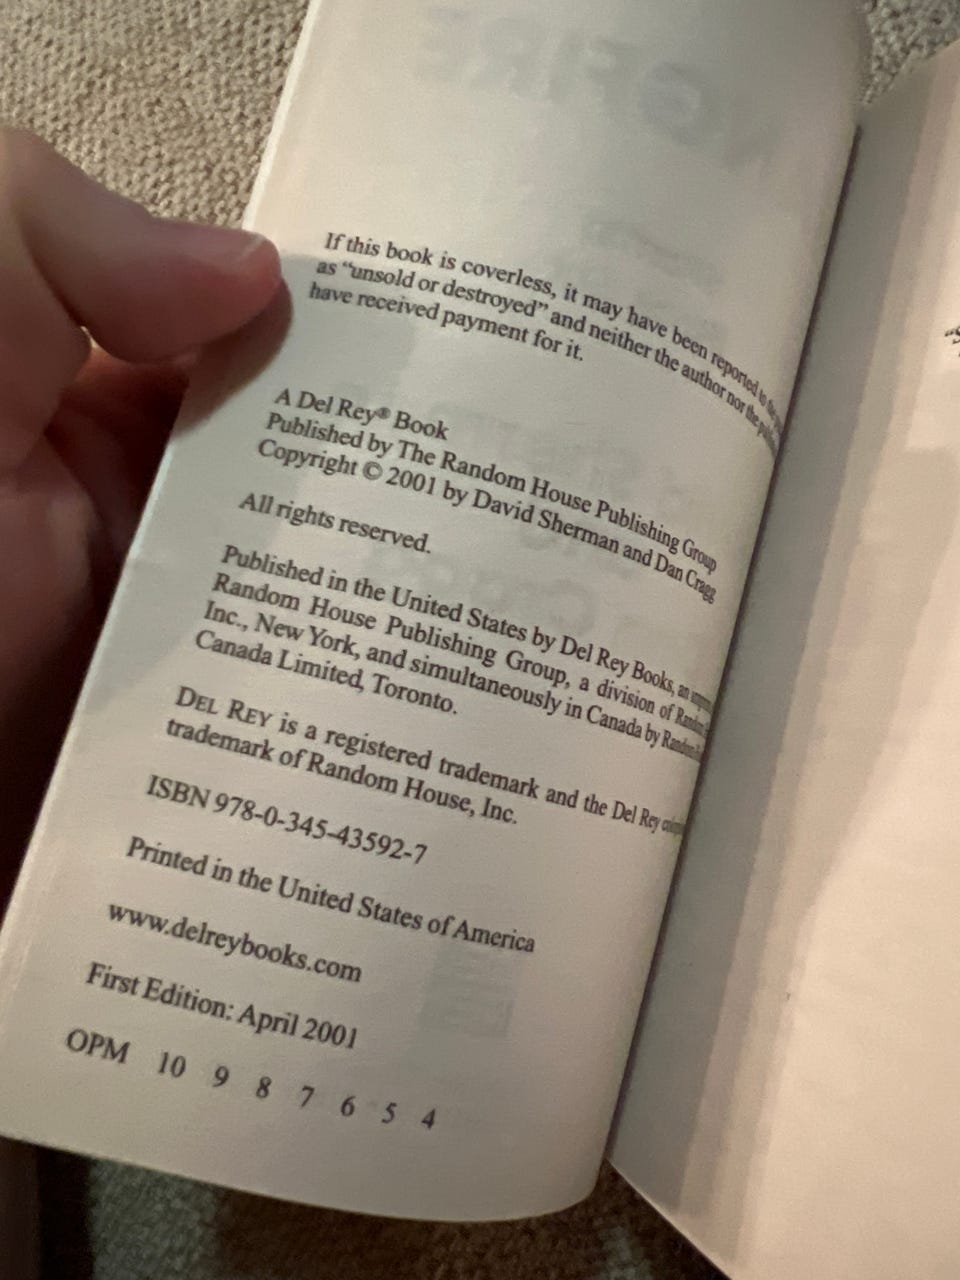 If this book is coverless, it may have been reported to the
as “unsold or destroyed” and neither the author nor the
have received payment for it.
A Del Rey® Book
Published by The Random House Publishing Group
Copyright © 2001 by David Sherman and Dan Cragg
All rights reserved.
Published in the United States by Del Rey Books, an
Random House Publishing Group, a division of Random
Inc., New York, and simultaneously in Canada by Random
Canada Limited, Toronto.
DEL REY is a registered trademark and the Del Rey
trademark of Random House, Inc.
ISBN 978-0-345-43592-7
Printed in the United States of America
www.delreybooks.com
First Edition: April 2001
OPM 10 9 8 7 6 5 4